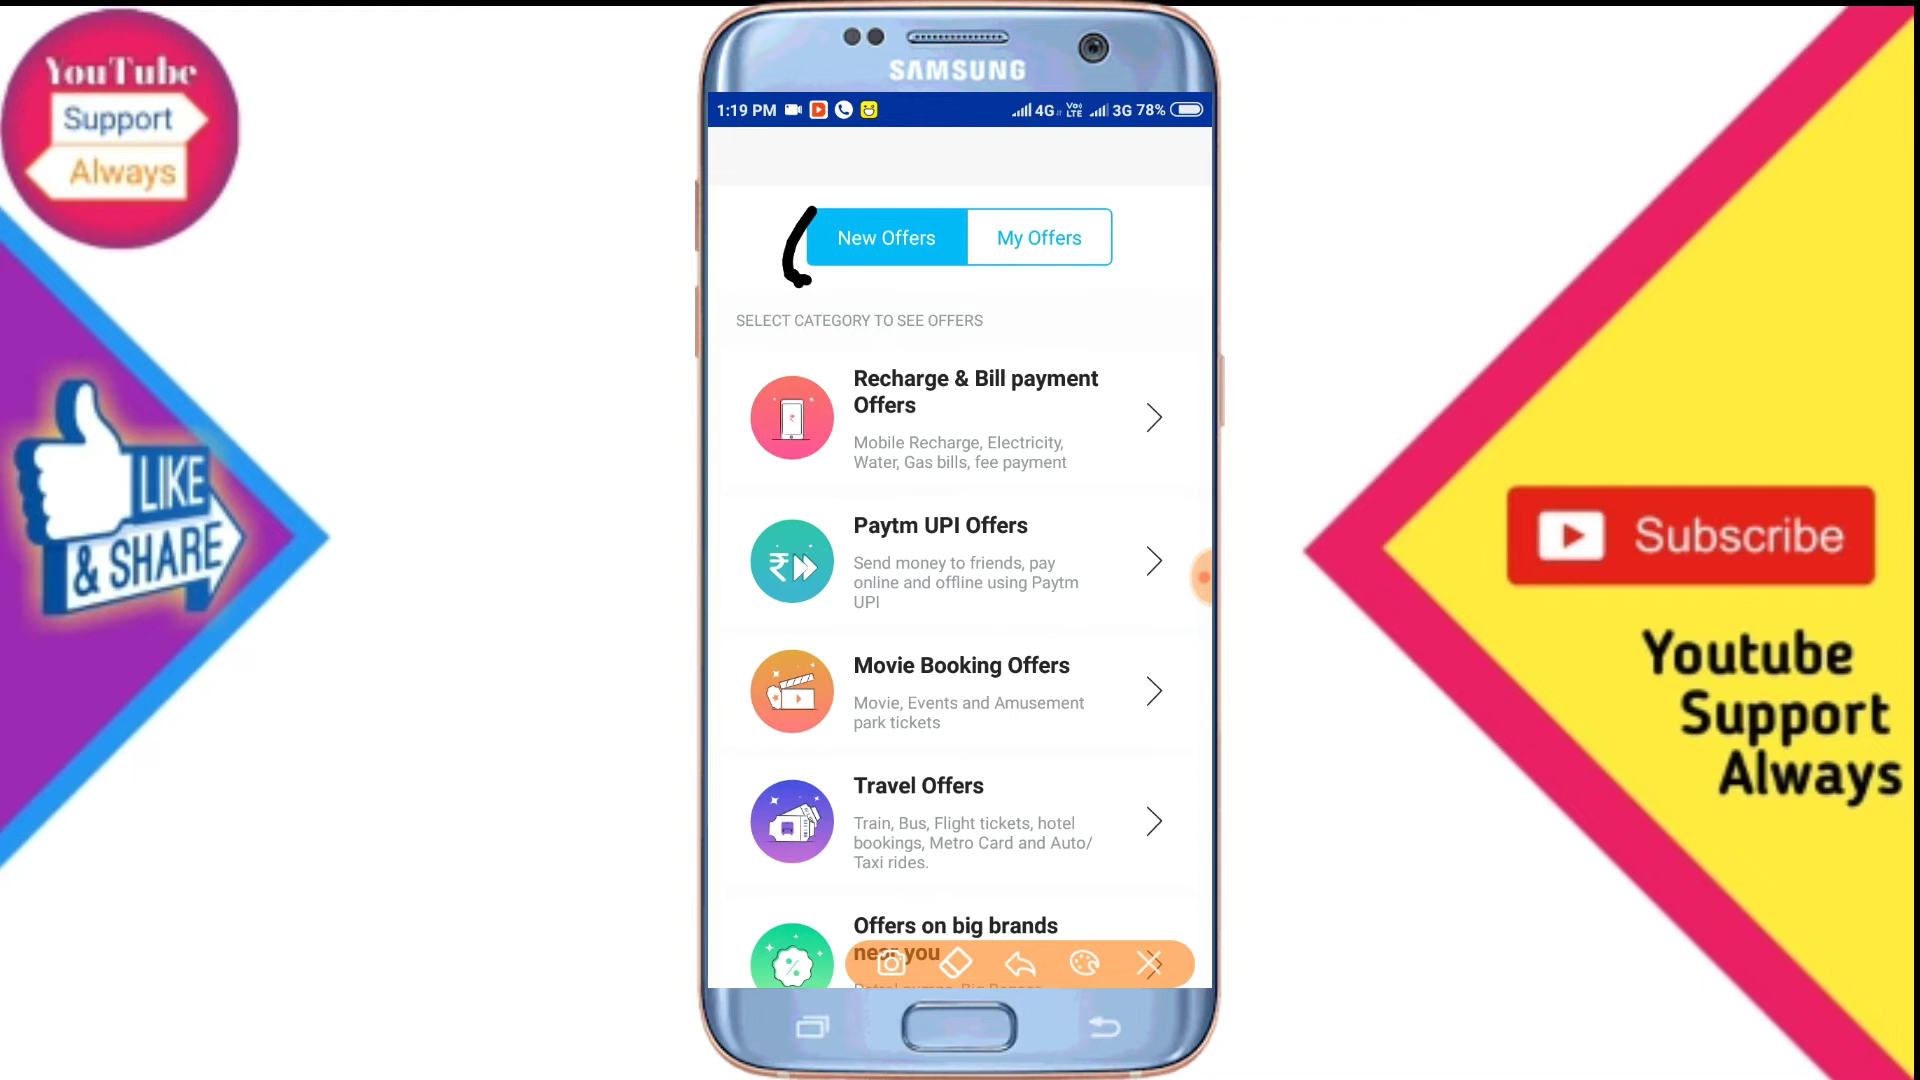 YouTube
Support
Always
SAMSUNG
1:19 PM
4G Vo) LTE 3G 78%
New Offers
My Offers
SELECT CATEGORY TO SEE OFFERS
Recharge & Bill payment
Offers
Mobile Recharge, Electricity,
Water, Gas bills, fee payment
Paytm UPI Offers
Send money to friends, pay
online and offline using Paytm
UPI
Movie Booking Offers
Movie, Events and Amusement
park tickets
Travel Offers
Train, Bus, Flight tickets, hotel
bookings, Metro Card and Auto/
Taxi rides.
Offers on big brands
near you
LIKE
& SHARE
Subscribe
Youtube
Support
Always